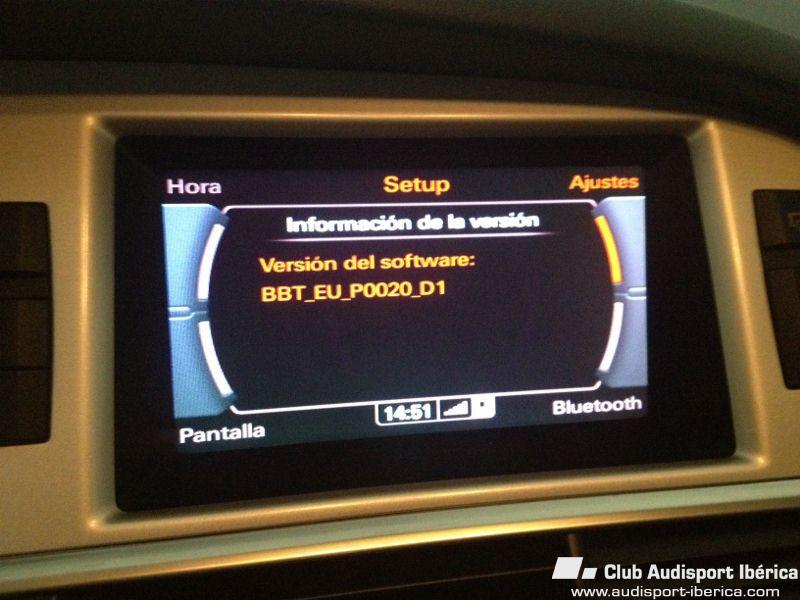 Hora Setup Ajustes
Información de la versión
Versión del software:
BBT_EU_P0020_D1
14:51
Pantalla Bluetooth
Club Audisport Ibérica
www.audisport-iberica.com